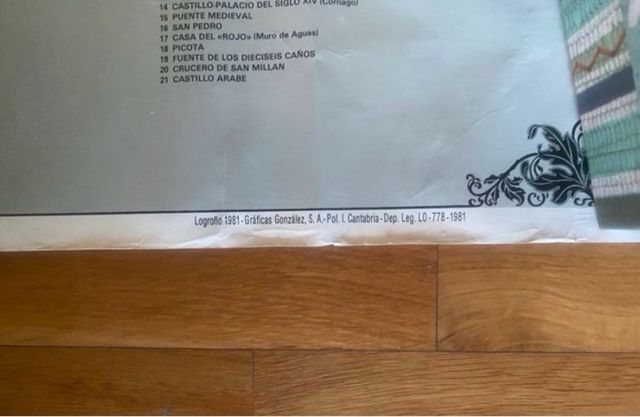 14 CASTILLO-PALACIO DEL SIGLO XIV (Cornago)
15 PUENTE MEDIEVAL
16 SAN PEDRO
17 CASA DEL «ROJO» (Muro de Aguas)
18 PICOTA
19 FUENTE DE LOS DIECISEIS CAÑOS
20 CRUCERO DE SAN MILLAN
21 CASTILLO ARABE
Logroño 1981 - Gráficas González, S. A. - Pol. I. Cantabria - Dep. Leg. LO - 778 - 1981